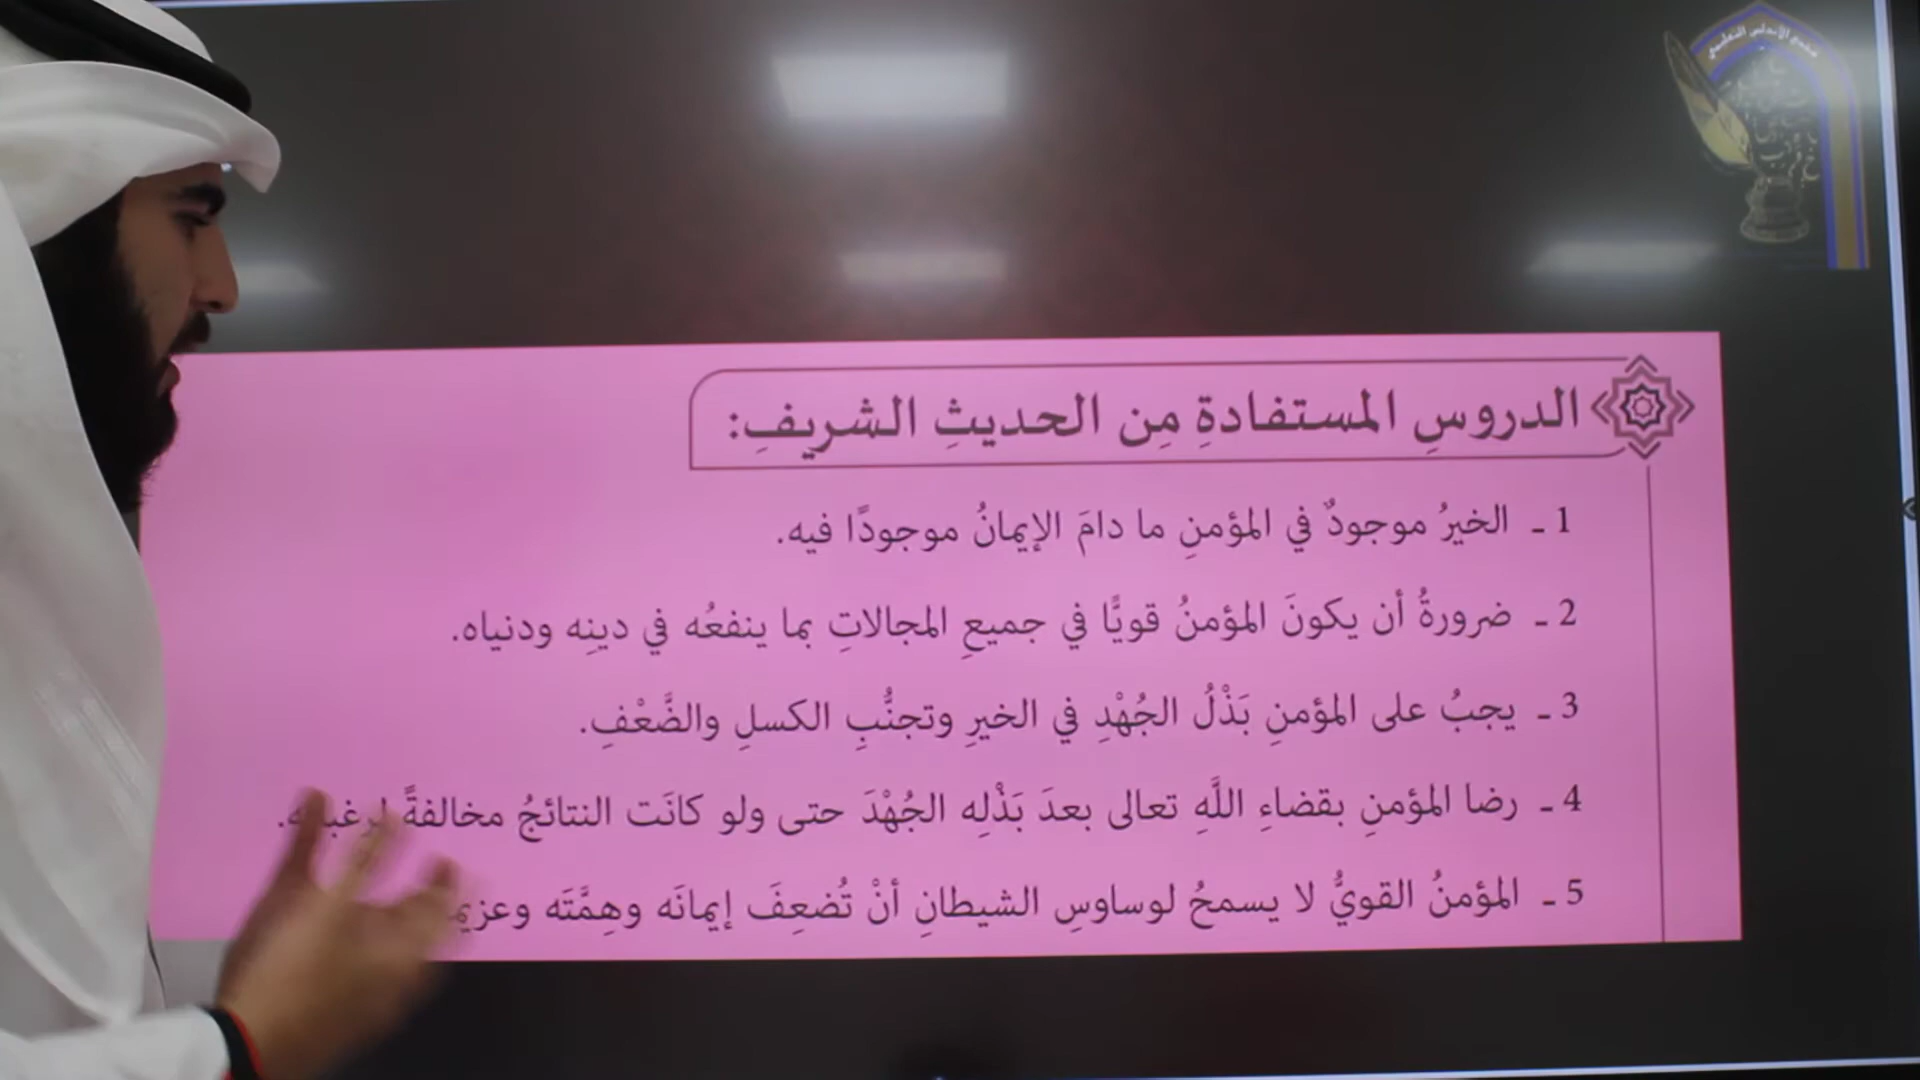 مجمع الأندلس التعليمي
الدروسِ المستفادةِ مِن الحديثِ الشريفِ:
1 ـ الخيرُ موجودٌ في المؤمنِ ما دامَ الإيمانُ موجودًا فيه.
2 ـ ضرورةُ أن يكونَ المؤمنُ قويًّا في جميعِ المجالاتِ بما ينفعُه في دينِه ودنياه.
3 ـ يجبُ على المؤمنِ بَذْلُ الجُهْدِ في الخيرِ وتجنُّبِ الكسلِ والضَّعْفِ.
4 ـ رضا المؤمنِ بقضاءِ اللَّهِ تعالى بعدَ بَذْلِه الجُهْدَ حتى ولو كانَت النتائجُ مخالفةً
5 ـ المؤمنُ القويُّ لا يسمحُ لوساوسِ الشيطانِ أنْ تُضعِفَ إيمانَه وهِمَّتَه